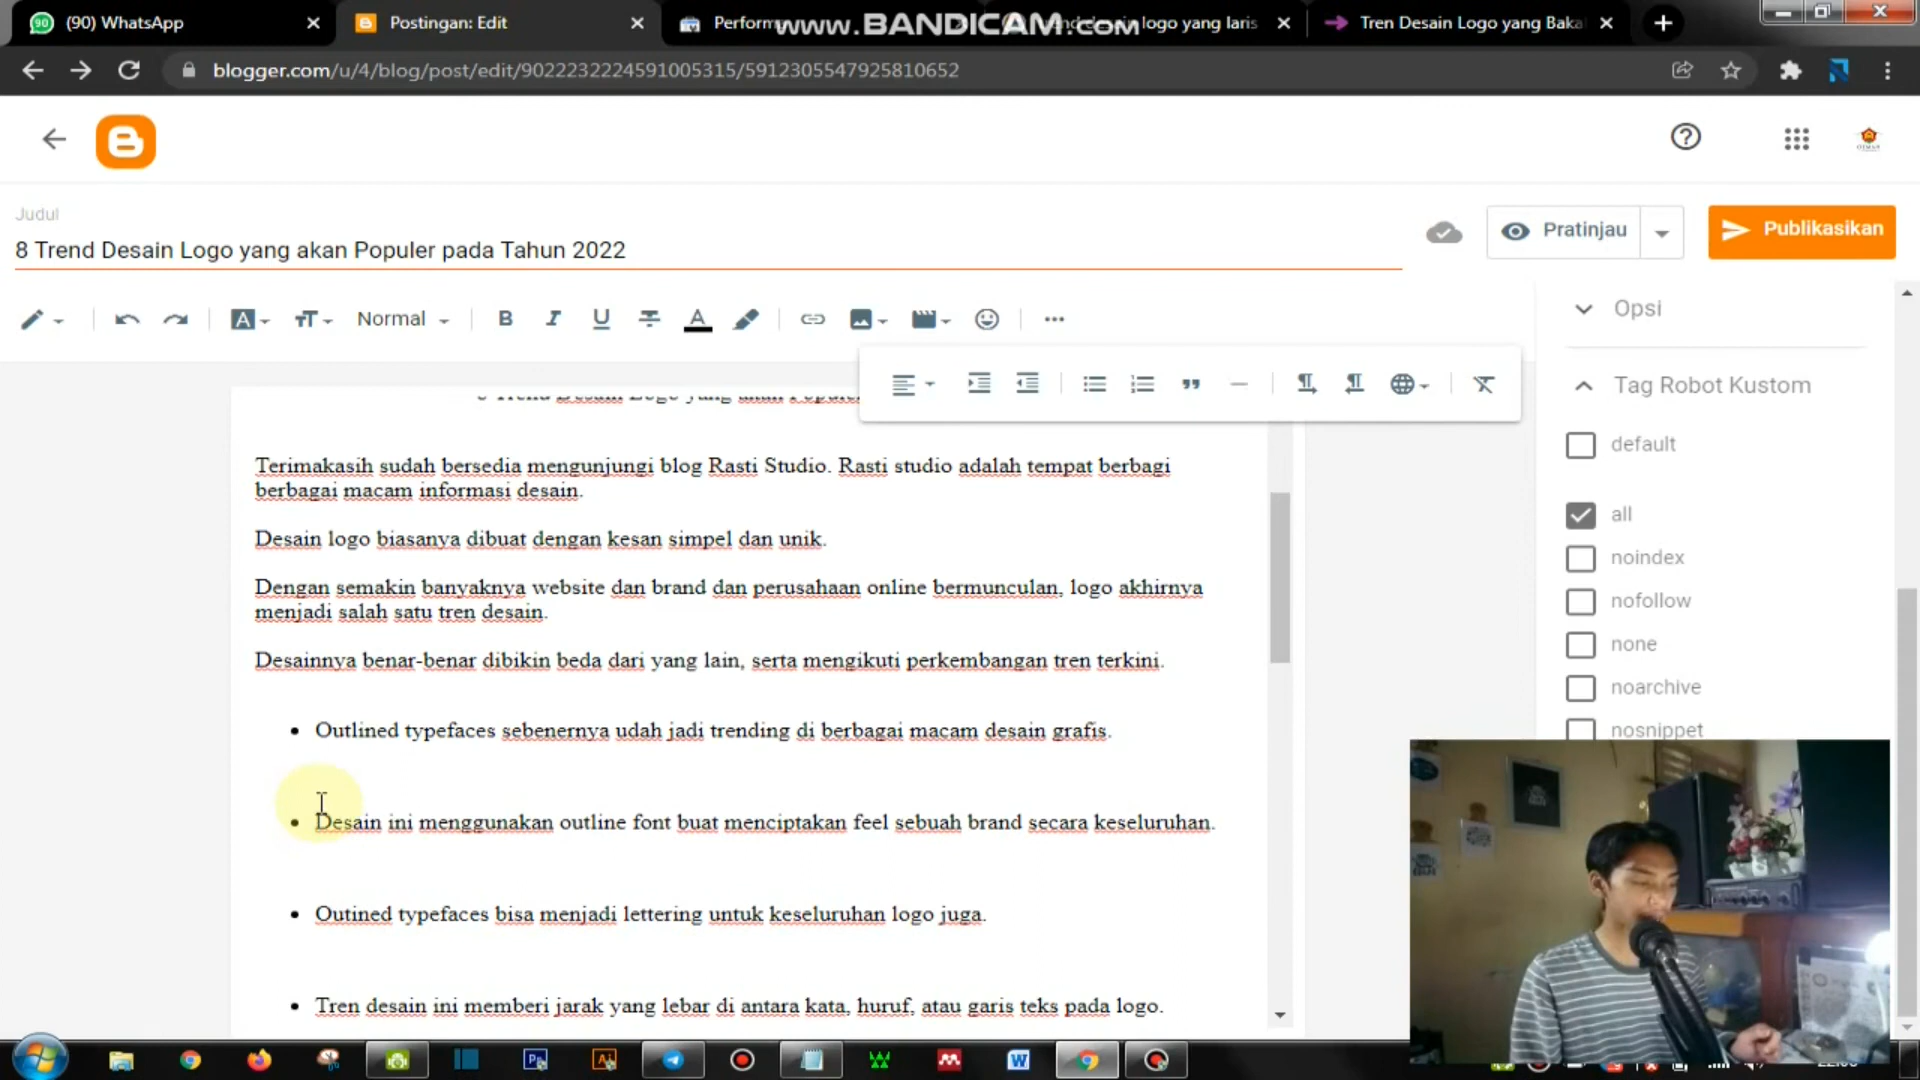 (90) WhatsApp
Postingan: Edit
Perform
www.BANDICAM.com
desain logo yang laris
Tren Desain Logo yang Baka
blogger.com/u/4/blog/post/edit/9022232224591005315/5912305547925810652
Judul
8 Trend Desain Logo yang akan Populer pada Tahun 2022
Pratinjau
Publikasikan
Normal
8 Trend Desain Logo yang akan Populer
Terimakasih sudah bersedia mengunjungi blog Rasti Studio. Rasti studio adalah tempat berbagi
berbagai macam informasi desain.
Desain logo biasanya dibuat dengan kesan simpel dan unik.
Dengan semakin banyaknya website dan brand dan perusahaan online bermunculan, logo akhirnya
menjadi salah satu tren desain.
Desainnya benar-benar dibikin beda dari yang lain, serta mengikuti perkembangan tren terkini.
Outlined typefaces sebenernya udah jadi trending di berbagai macam desain grafis.
Desain ini menggunakan outline font buat menciptakan feel sebuah brand secara keseluruhan.
Outined typefaces bisa menjadi lettering untuk keseluruhan logo juga.
Tren desain ini memberi jarak yang lebar di antara kata, huruf, atau garis teks pada logo.
Opsi
Tag Robot Kustom
default
all
noindex
nofollow
none
noarchive
nosnippet